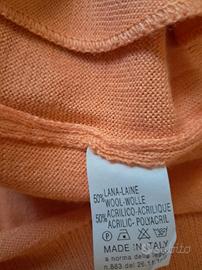 50% LANA-LAINE
WOOL-WOLLE
50% ACRILICO-ACRILIQUE
ACRILIC-POLYACRIL
MADE IN ITALY
a norma della legge
n.883 del 26.11.
subito